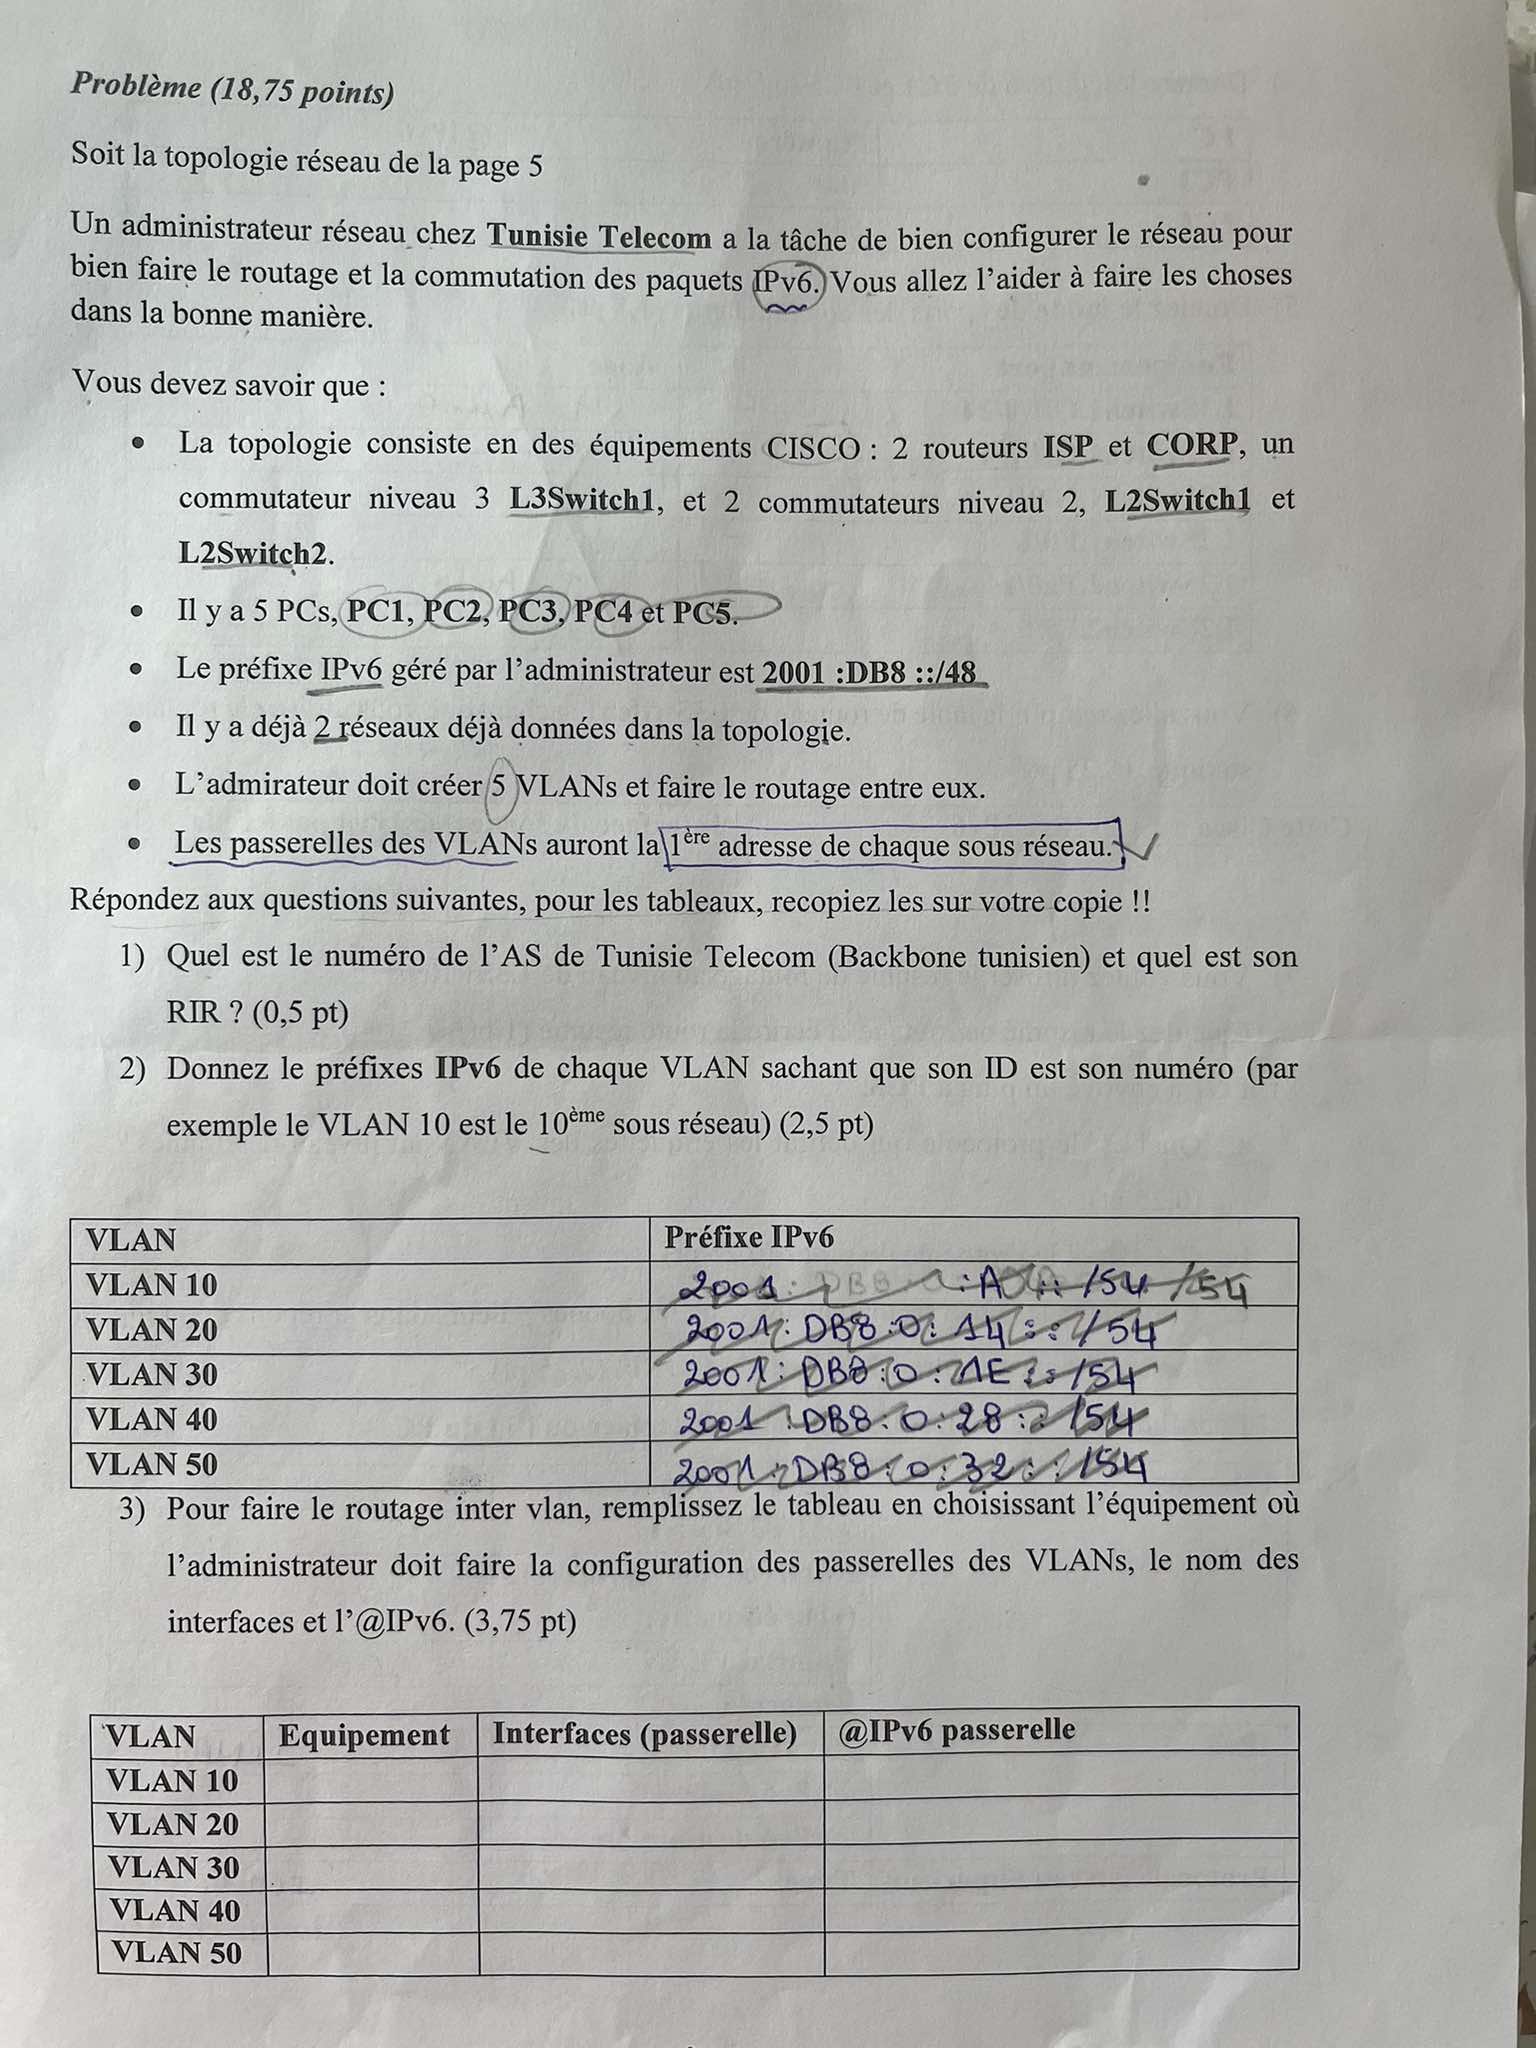 Problème (18,75 points)
Soit la topologie réseau de la page 5
Un administrateur réseau chez Tunisie Telecom a la tâche de bien configurer le réseau pour
bien faire le routage et la commutation des paquets IPv6. Vous allez l'aider à faire les choses
dans la bonne manière.
Vous devez savoir que :
• La topologie consiste en des équipements CISCO : 2 routeurs ISP et CORP, un
commutateur niveau 3 L3Switch1, et 2 commutateurs niveau 2, L2Switch1 et
L2Switch2.
• Il y a 5 PCs, PC1, PC2, PC3, PC4 et PC5.
• Le préfixe IPv6 géré par l'administrateur est 2001 :DB8 ::/48
• Il y a déjà 2 réseaux déjà données dans la topologie.
• L'admirateur doit créer 5 VLANs et faire le routage entre eux.
• Les passerelles des VLANs auront la 1ère adresse de chaque sous réseau.
Répondez aux questions suivantes, pour les tableaux, recopiez les sur votre copie !!
1) Quel est le numéro de l'AS de Tunisie Telecom (Backbone tunisien) et quel est son
RIR ? (0,5 pt)
2) Donnez le préfixes IPv6 de chaque VLAN sachant que son ID est son numéro (par
exemple le VLAN 10 est le 10ème sous réseau) (2,5 pt)
VLAN Préfixe IPv6
VLAN 10 2001 : DB8 :A :: /54 /54
VLAN 20 2001: DB8:0: 14 :: /54
VLAN 30 2001: DB8:0: 1E :: /54
VLAN 40 2001 :DB8:0:28:: /54
VLAN 50 2001:DB8:0:32:: /54
3) Pour faire le routage inter vlan, remplissez le tableau en choisissant l'équipement où
l'administrateur doit faire la configuration des passerelles des VLANs, le nom des
interfaces et l'@IPv6. (3,75 pt)
VLAN Equipement Interfaces (passerelle) @IPv6 passerelle
VLAN 10
VLAN 20
VLAN 30
VLAN 40
VLAN 50